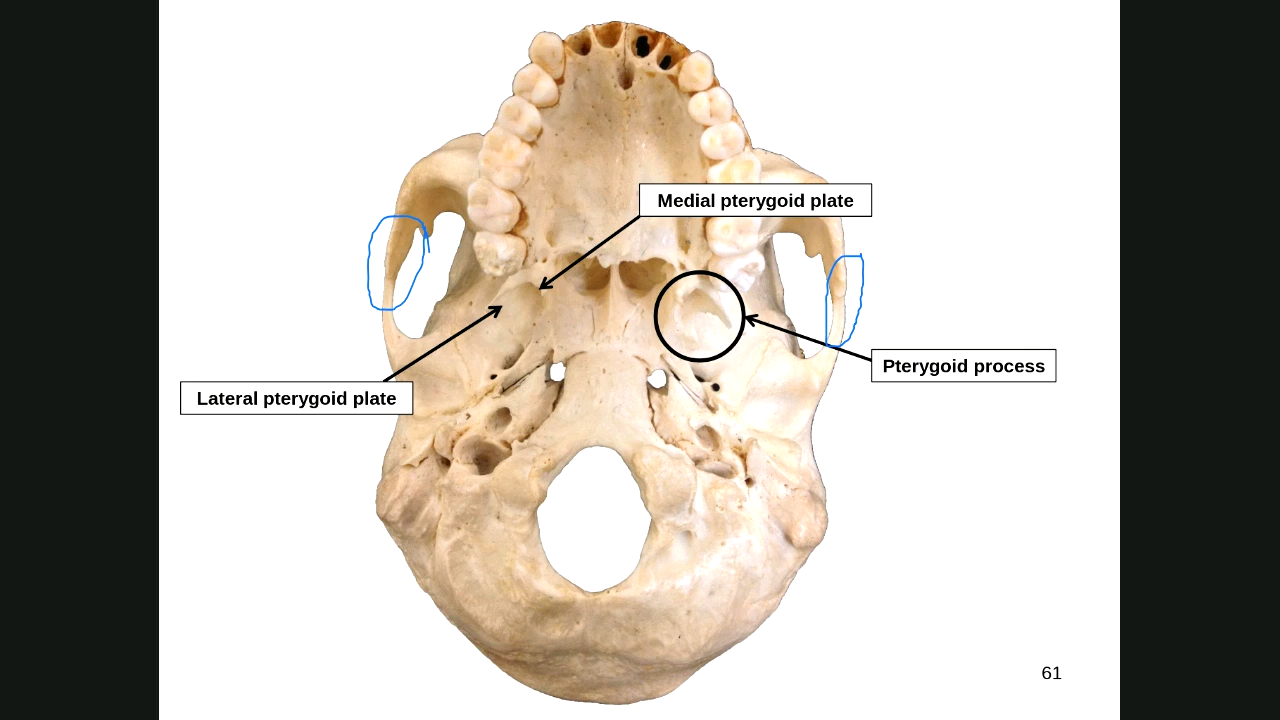 Medial pterygoid plate
Pterygoid process
Lateral pterygoid plate
61